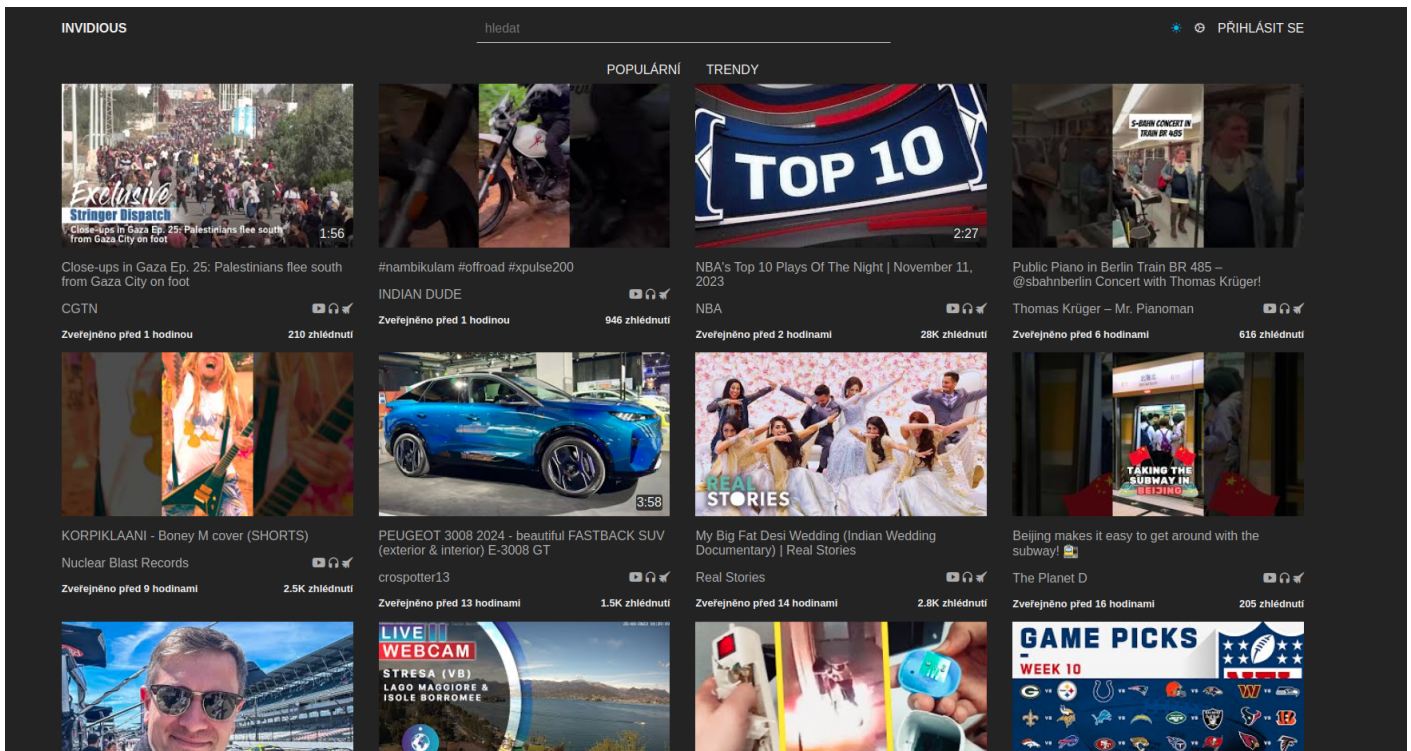 INVIDIOUS
hledat
PŘIHLÁSIT SE
POPULÁRNÍ TRENDY
Exclusive
Stringer Dispatch
Close-ups in Gaza Ep. 25: Palestinians flee south
from Gaza City on foot
1:56
TOP 10
2:27
S-BAHN CONCERT IN
TRAIN BR 485
Close-ups in Gaza Ep. 25: Palestinians flee south
from Gaza City on foot
CGTN
Zveřejněno před 1 hodinou 210 zhlédnutí
#nambikulam #offroad #xpulse200
INDIAN DUDE
Zveřejněno před 1 hodinou 946 zhlédnutí
NBA's Top 10 Plays Of The Night | November 11,
2023
NBA
Zveřejněno před 2 hodinami 28K zhlédnutí
Public Piano in Berlin Train BR 485 –
@sbahnberlin Concert with Thomas Krüger!
Thomas Krüger – Mr. Pianoman
Zveřejněno před 6 hodinami 616 zhlédnutí
3:58
REAL
STORIES
TAKING THE
SUBWAY IN
BEIJING
KORPIKLAANI - Boney M cover (SHORTS)
Nuclear Blast Records
Zveřejněno před 9 hodinami 2.5K zhlédnutí
PEUGEOT 3008 2024 - beautiful FASTBACK SUV
(exterior & interior) E-3008 GT
crospotter13
Zveřejněno před 13 hodinami 1.5K zhlédnutí
My Big Fat Desi Wedding (Indian Wedding
Documentary) | Real Stories
Real Stories
Zveřejněno před 14 hodinami 2.8K zhlédnutí
Beijing makes it easy to get around with the
subway! 🚉
The Planet D
Zveřejněno před 16 hodinami 205 zhlédnutí
LIVE
WEBCAM
STRESA (VB)
LAGO MAGGIORE &
ISOLE BORROMEE
GAME PICKS
WEEK 10